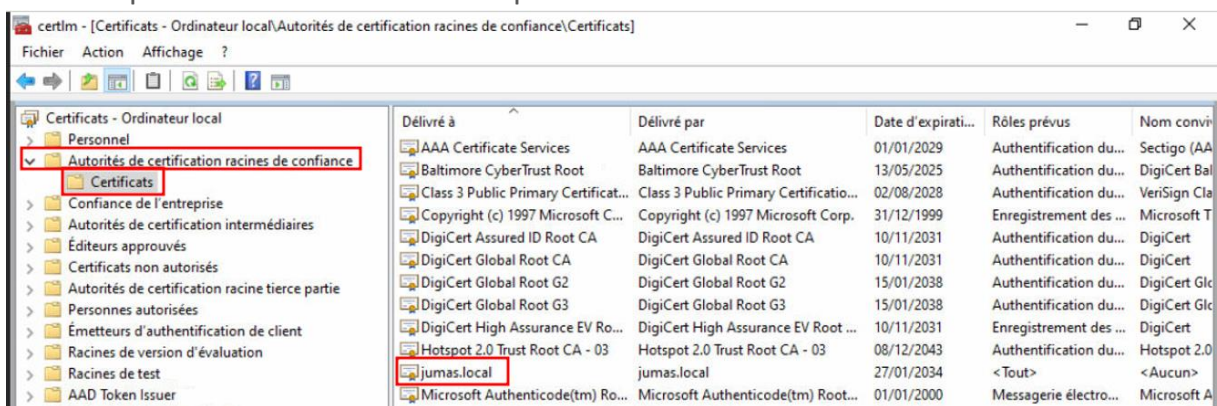 certlm - [Certificats - Ordinateur local\Autorités de certification racines de confiance\Certificats]
Fichier Action Affichage ?
Certificats - Ordinateur local
Personnel
Autorités de certification racines de confiance
Certificats
Confiance de l'entreprise
Autorités de certification intermédiaires
Éditeurs approuvés
Certificats non autorisés
Autorités de certification racine tierce partie
Personnes autorisées
Émetteurs d'authentification de client
Racines de version d'évaluation
Racines de test
AAD Token Issuer
Délivré à Délivré par Date d'expirati... Rôles prévus Nom convi
AAA Certificate Services AAA Certificate Services 01/01/2029 Authentification du... Sectigo (AA
Baltimore CyberTrust Root Baltimore CyberTrust Root 13/05/2025 Authentification du... DigiCert Bal
Class 3 Public Primary Certificat... Class 3 Public Primary Certificatio... 02/08/2028 Authentification du... VeriSign Cla
Copyright (c) 1997 Microsoft C... Copyright (c) 1997 Microsoft Corp. 31/12/1999 Enregistrement des ... Microsoft T
DigiCert Assured ID Root CA DigiCert Assured ID Root CA 10/11/2031 Authentification du... DigiCert
DigiCert Global Root CA DigiCert Global Root CA 10/11/2031 Authentification du... DigiCert
DigiCert Global Root G2 DigiCert Global Root G2 15/01/2038 Authentification du... DigiCert Glo
DigiCert Global Root G3 DigiCert Global Root G3 15/01/2038 Authentification du... DigiCert Glo
DigiCert High Assurance EV Ro... DigiCert High Assurance EV Root ... 10/11/2031 Enregistrement des ... DigiCert
Hotspot 2.0 Trust Root CA - 03 Hotspot 2.0 Trust Root CA - 03 08/12/2043 Authentification du... Hotspot 2.0
jumas.local jumas.local 27/01/2034 <Tout> <Aucun>
Microsoft Authenticode(tm) Ro... Microsoft Authenticode(tm) Root... 01/01/2000 Messagerie électro... Microsoft A